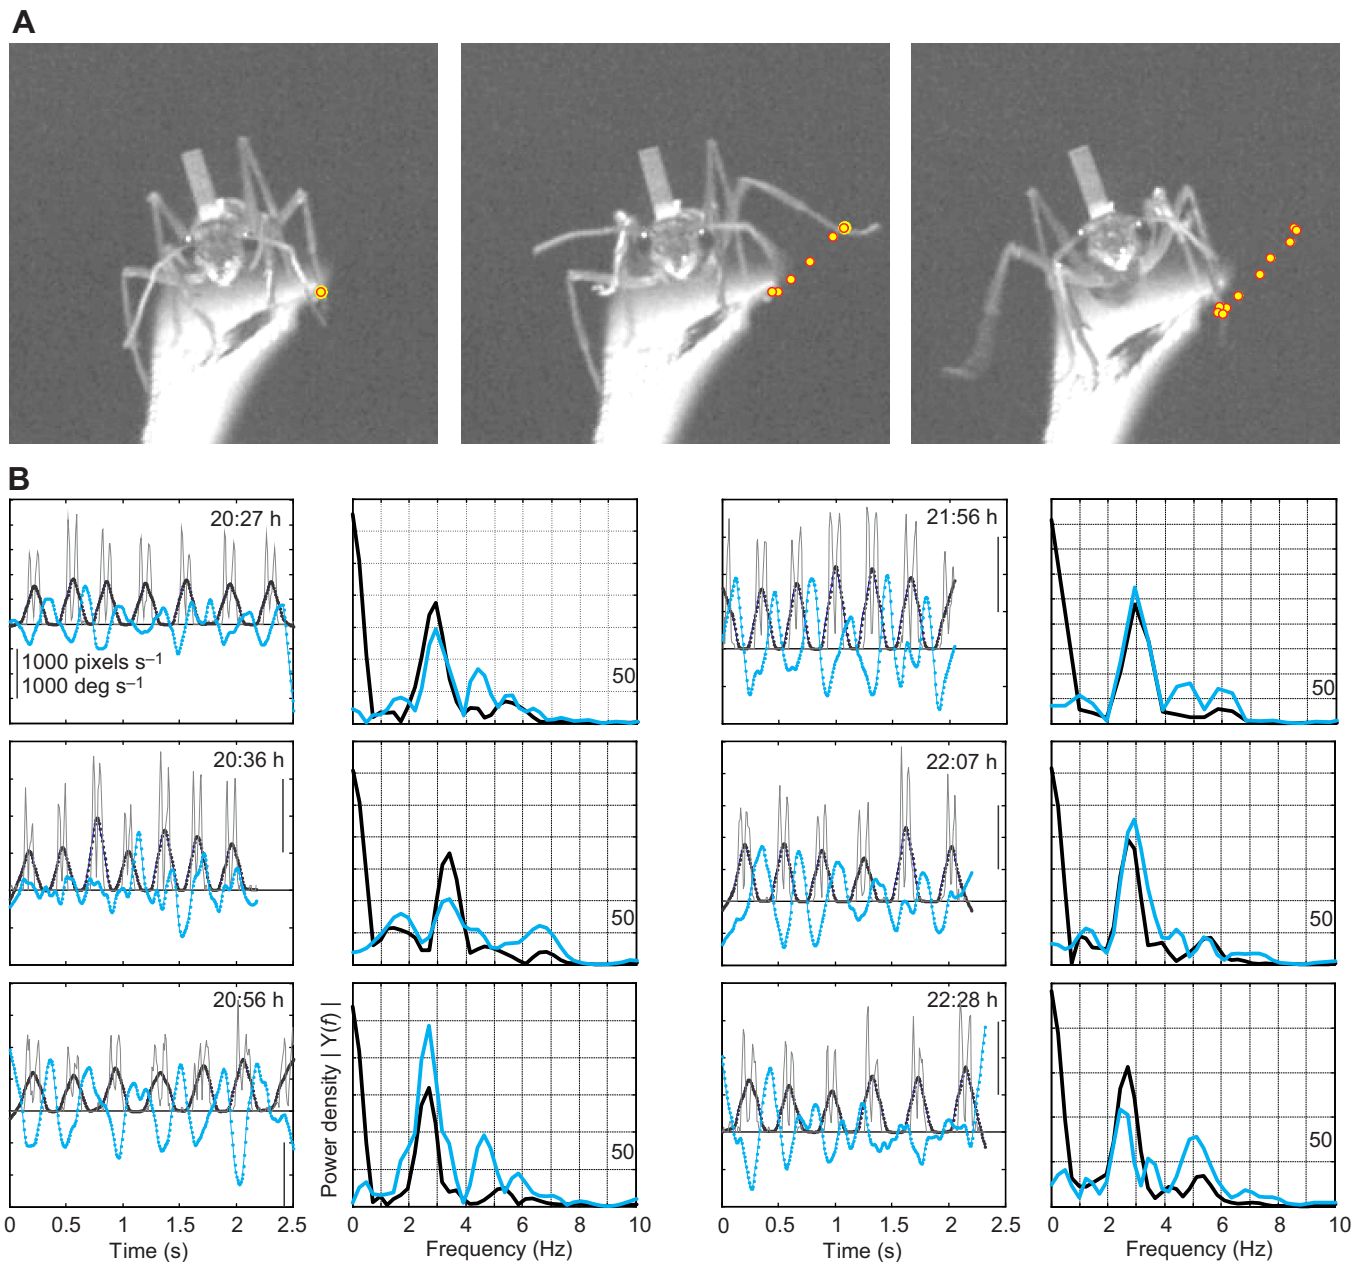 A
B
20:27 h
1000 pixels s–1
1000 deg s–1
50
21:56 h
50
20:36 h
50
22:07 h
50
20:56 h
Power density | Y(f) |
50
22:28 h
50
0 0.5 1 1.5 2 2.5
0 2 4 6 8 10
0 0.5 1 1.5 2 2.5
0 2 4 6 8 10
Time (s)
Frequency (Hz)
Time (s)
Frequency (Hz)